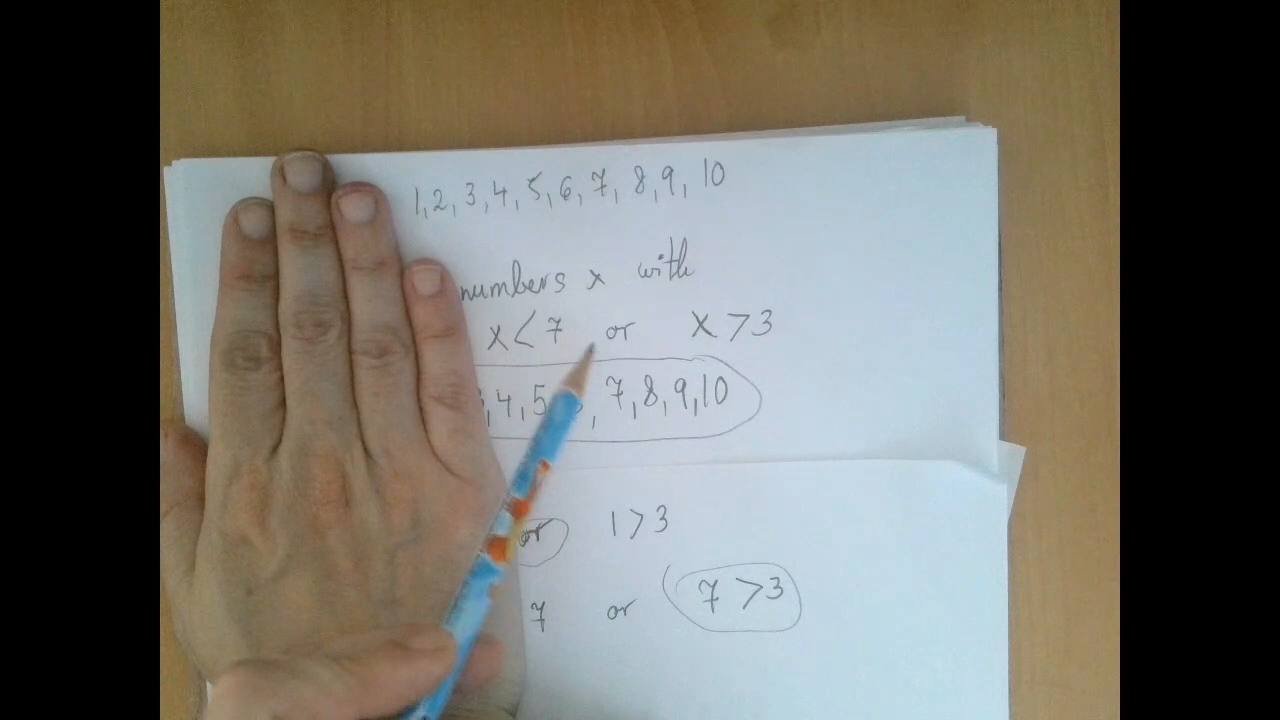 1, 2, 3, 4, 5, 6, 7, 8, 9, 10
numbers x with
x < 7 or x > 3
, 4, 5 , 7, 8, 9, 10
or 1 > 3
7 or 7 > 3